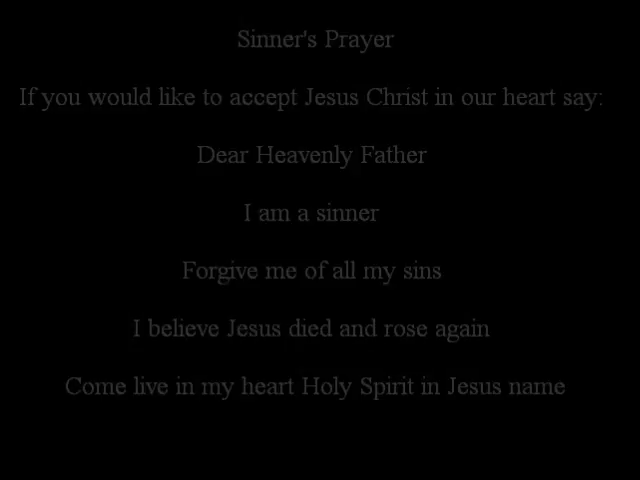 Sinner's Prayer
If you would like to accept Jesus Christ in our heart say:
Dear Heavenly Father
I am a sinner
Forgive me of all my sins
I believe Jesus died and rose again
Come live in my heart Holy Spirit in Jesus name